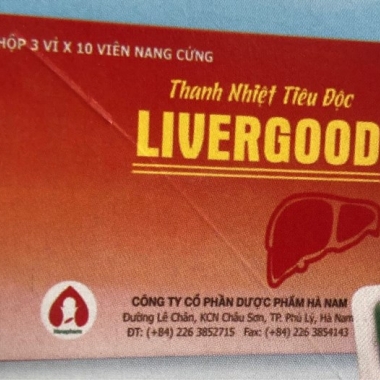 HỘP 3 VỈ X 10 VIÊN NANG CỨNG
Thanh Nhiệt Tiêu Độc
LIVERGOOD
CÔNG TY CỔ PHẦN DƯỢC PHẨM HÀ NAM
Đường Lê Chân, KCN Châu Sơn, TP. Phủ Lý, Hà Nam
ĐT: (+84) 226 3852715 Fax: (+84) 226 3854143